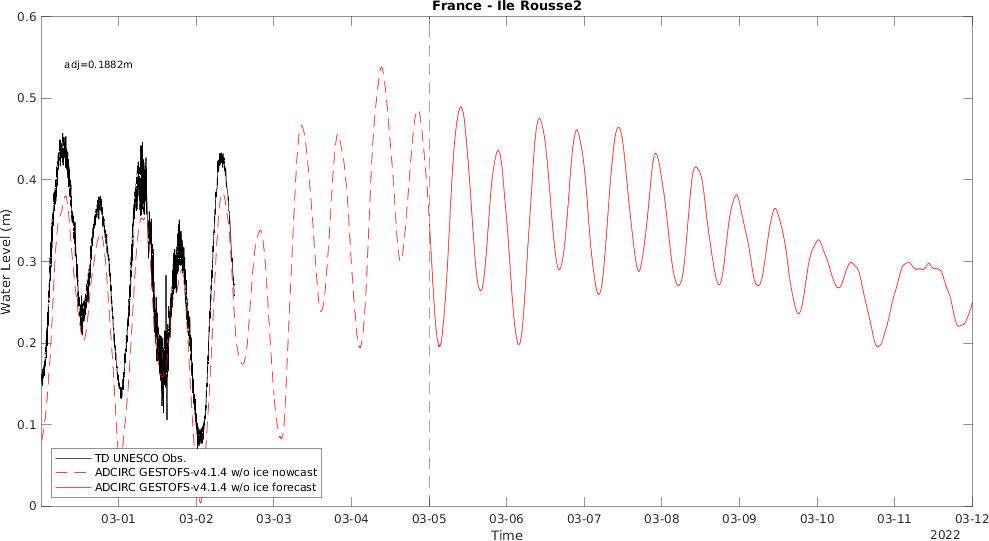 France - Ile Rousse2
adj=0.1882m
Water Level (m)
0.6
0.5
0.4
0.3
0.2
0.1
0
TD UNESCO Obs.
ADCIRC GESTOFS-v4.1.4 w/o ice nowcast
ADCIRC GESTOFS-v4.1.4 w/o ice forecast
03-01 03-02 03-03 03-04 03-05 03-06 03-07 03-08 03-09 03-10 03-11 03-12
Time
2022